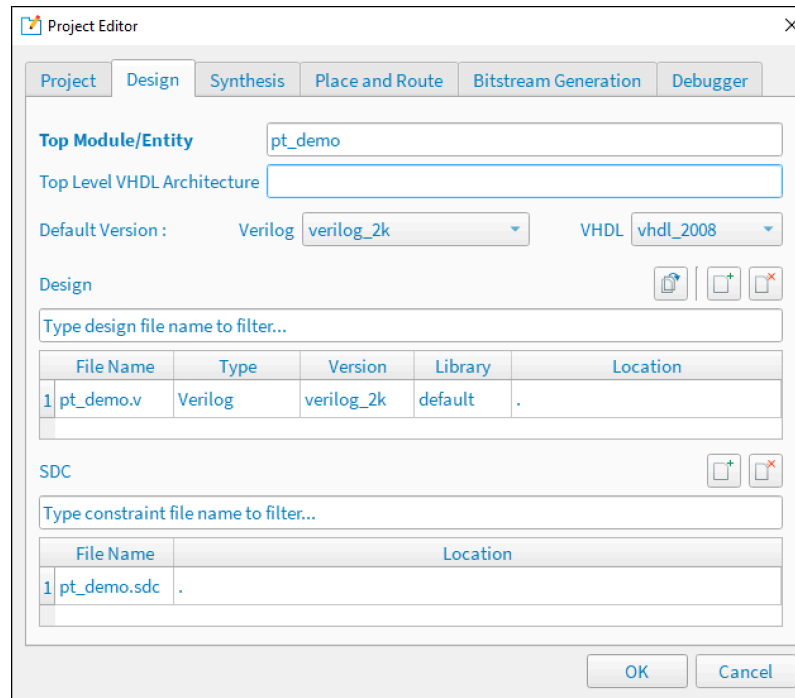 Project Editor
Project Design Synthesis Place and Route Bitstream Generation Debugger
Top Module/Entity pt_demo
Top Level VHDL Architecture
Default Version : Verilog verilog_2k VHDL vhdl_2008
Design
Type design file name to filter...
File Name Type Version Library Location
1 pt_demo.v Verilog verilog_2k default .
SDC
Type constraint file name to filter...
File Name Location
1 pt_demo.sdc .
OK Cancel